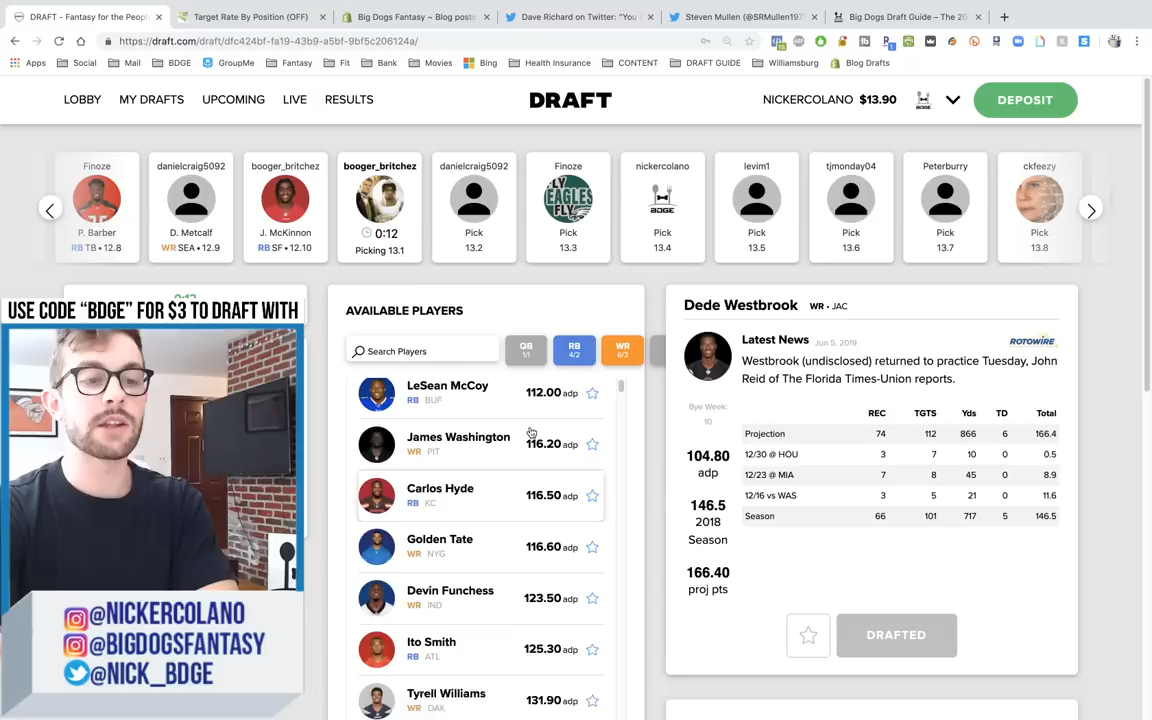 DRAFT - Fantasy for the Peopl
Target Rate By Position (OFF)
Big Dogs Fantasy ~ Blog posts
Dave Richard on Twitter: "You
Steven Mullen (@SRMullen197
Big Dogs Draft Guide – The 20
https://draft.com/draft/dfc424bf-fa19-43b9-a5bf-9bf5c206124a/
Apps Social Mail BDGE GroupMe Fantasy Fit Bank Movies Bing Health Insurance CONTENT DRAFT GUIDE Williamsburg Blog Drafts
LOBBY MY DRAFTS UPCOMING LIVE RESULTS
DRAFT
NICKERCOLANO $13.90
DEPOSIT
Finoze
P. Barber
RB TB • 12.8
danielcraig5092
D. Metcalf
WR SEA • 12.9
booger_britchez
J. McKinnon
RB SF • 12.10
booger_britchez
0:12
Picking 13.1
danielcraig5092
Pick
13.2
Finoze
FLY
EAGLES
FLY
Pick
13.3
nickercolano
BDGE
Pick
13.4
levim1
Pick
13.5
tjmonday04
Pick
13.6
Peterburry
Pick
13.7
ckfeezy
Pick
13.8
USE CODE "BDGE" FOR $3 TO DRAFT WITH
@NICKERCOLANO
@BIGDOGSFANTASY
@NICK_BDGE
AVAILABLE PLAYERS
Search Players
QB
1/1
RB
4/2
WR
6/3
LeSean McCoy
RB BUF
112.00 adp
James Washington
WR PIT
116.20 adp
Carlos Hyde
RB KC
116.50 adp
Golden Tate
WR NYG
116.60 adp
Devin Funchess
WR IND
123.50 adp
Ito Smith
RB ATL
125.30 adp
Tyrell Williams
WR OAK
131.90 adp
Dede Westbrook WR • JAC
Latest News Jun 5, 2019
ROTOWIRE
Westbrook (undisclosed) returned to practice Tuesday, John
Reid of The Florida Times-Union reports.
Bye Week:
10
104.80
adp
146.5
2018
Season
166.40
proj pts
REC TGTS Yds TD Total
Projection 74 112 866 6 166.4
12/30 @ HOU 3 7 10 0 0.5
12/23 @ MIA 7 8 45 0 8.9
12/16 vs WAS 3 5 21 0 11.6
Season 66 101 717 5 146.5
DRAFTED